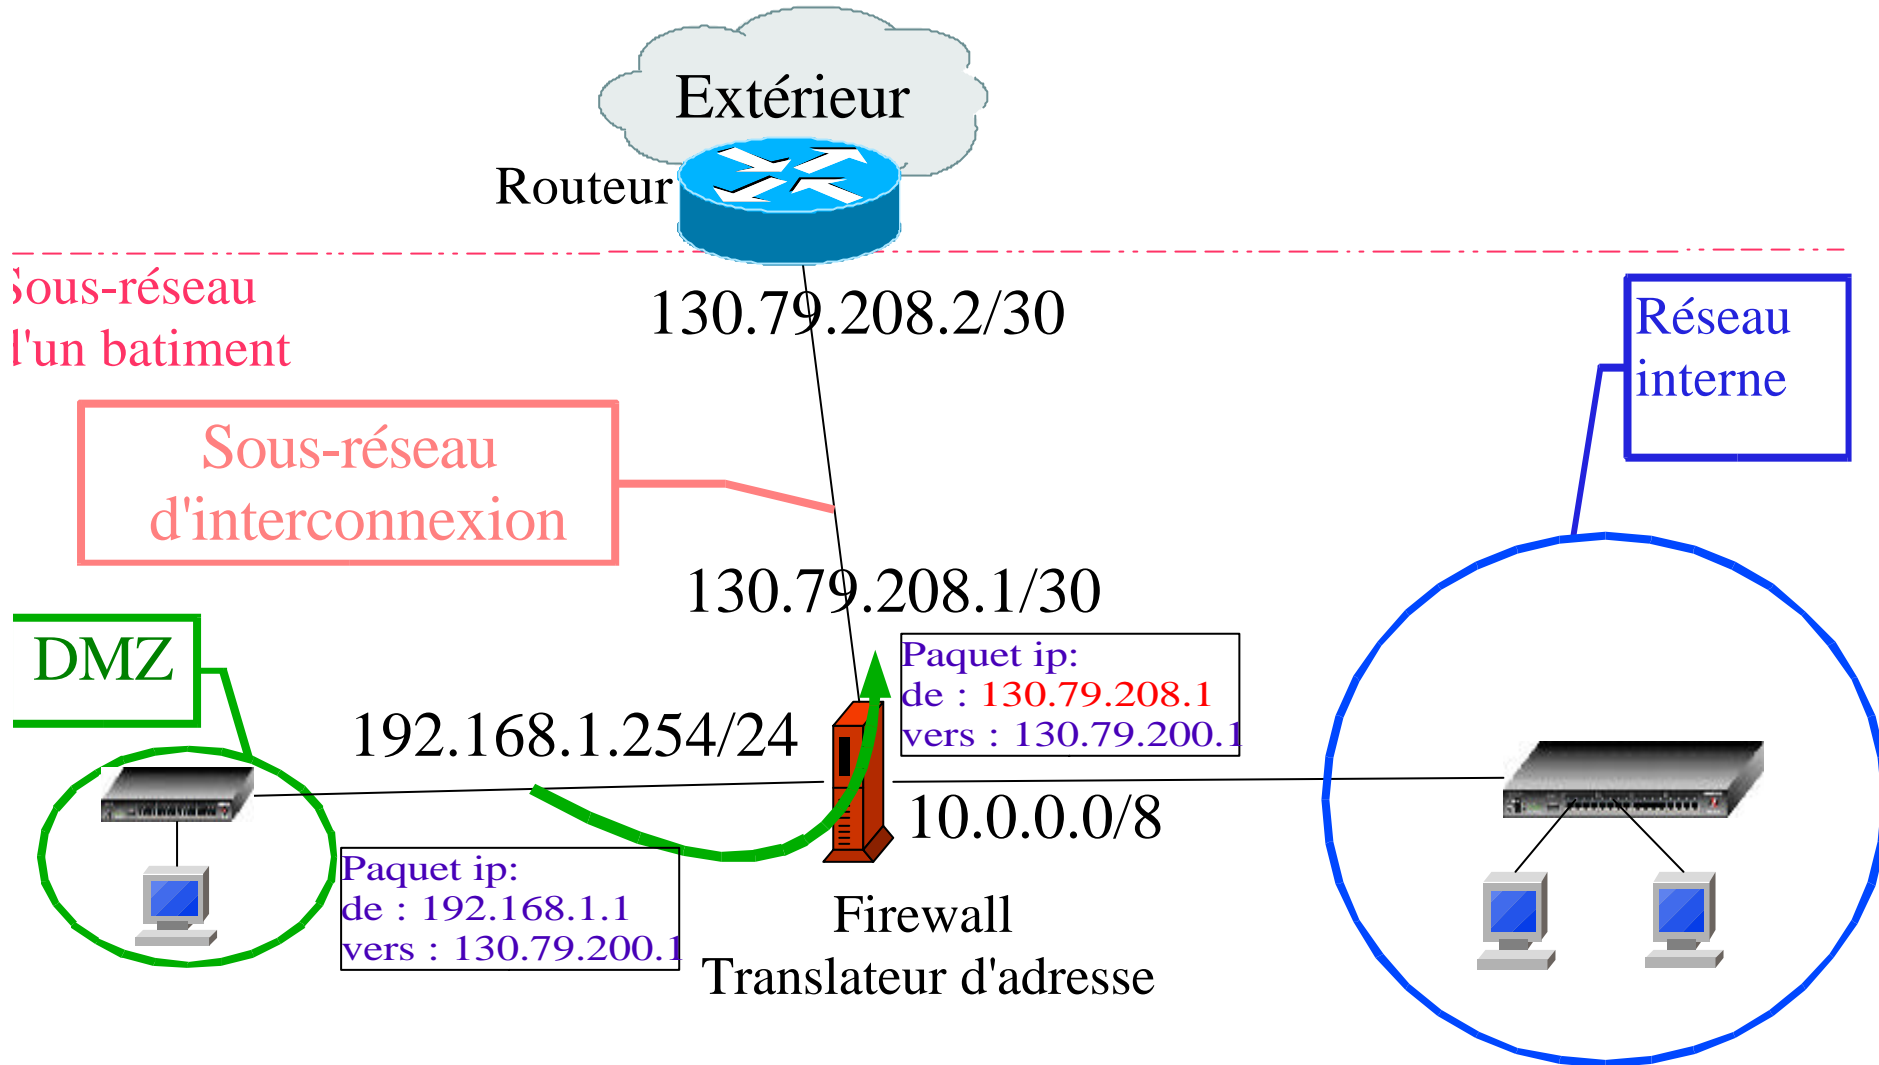 Extérieur
Routeur
Sous-réseau
d'un batiment
130.79.208.2/30
Réseau
interne
Sous-réseau
d'interconnexion
130.79.208.1/30
DMZ
Paquet ip:
de : 130.79.208.1
vers : 130.79.200.1
192.168.1.254/24
10.0.0.0/8
Paquet ip:
de : 192.168.1.1
vers : 130.79.200.1
Firewall
Translateur d'adresse